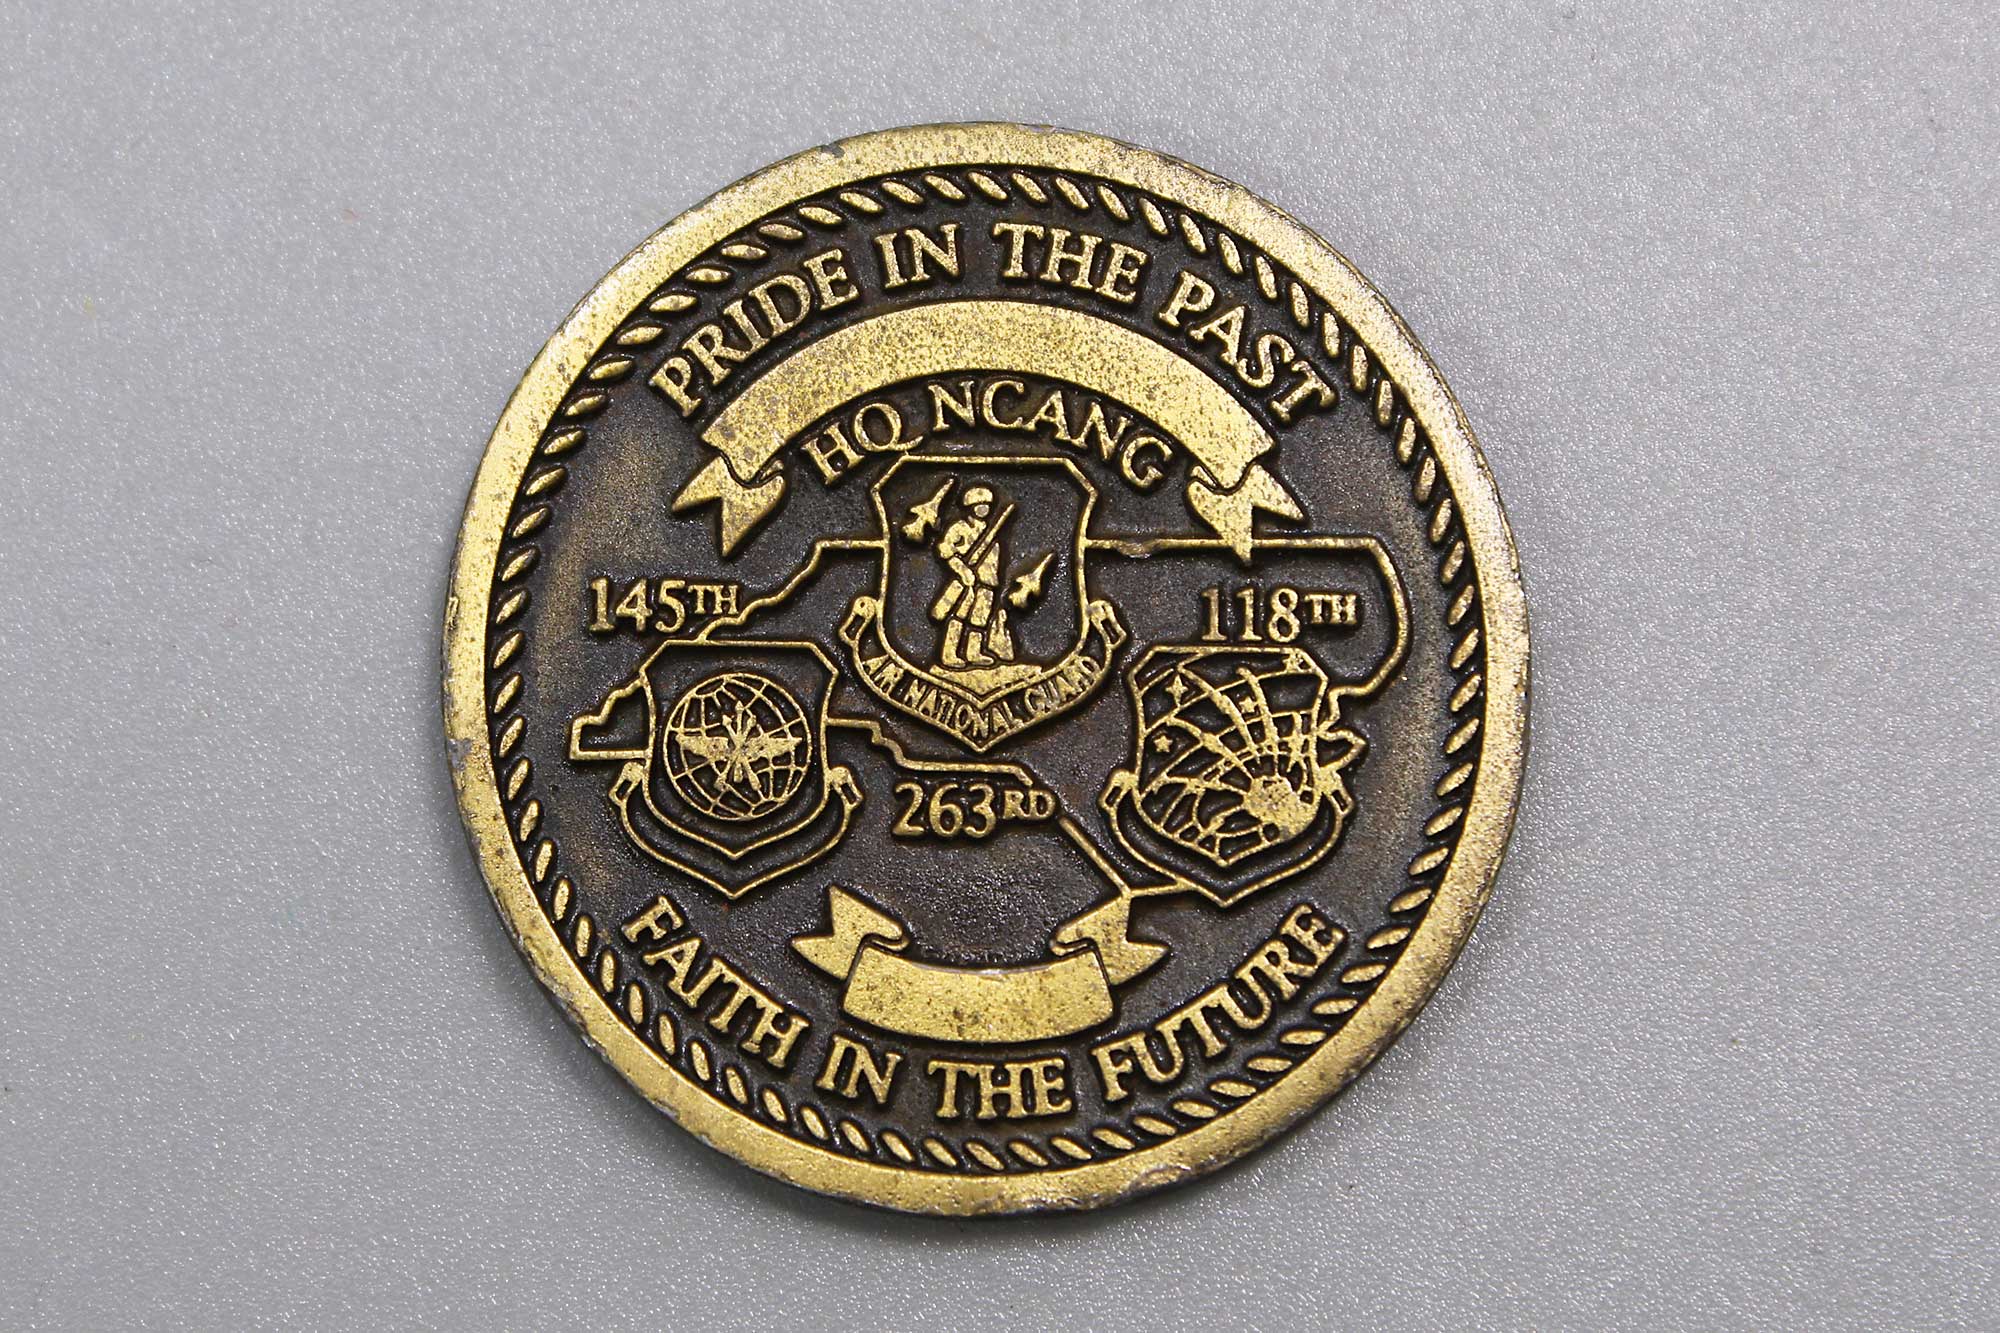 PRIDE IN THE PAST
HQ NCANG
145TH
118TH
AIR NATIONAL GUARD
263RD
FAITH IN THE FUTURE